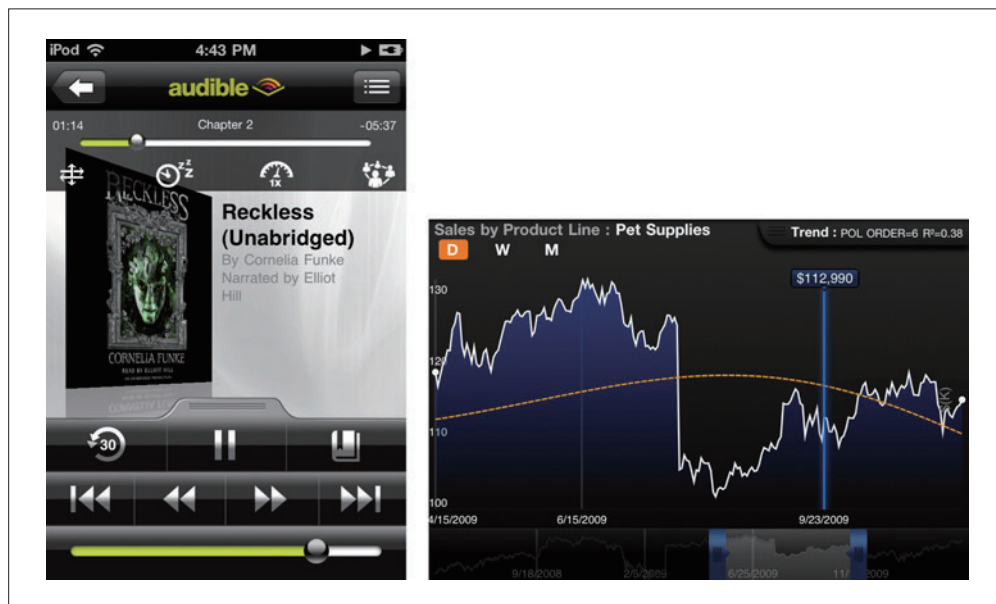 iPod 4:43 PM
audible
01:14 Chapter 2 -05:37
zzz
1X
RECKLESS
CORNELIA FUNKE
READ BY ELLIOT HILL
Reckless
(Unabridged)
By Cornelia Funke
Narrated by Elliot
Hill
30
Sales by Product Line : Pet Supplies
Trend : POL ORDER=6 R²=0.38
D W M
$112,990
130
120
110
100
$(K)
4/15/2009 6/15/2009 9/23/2009
9/18/2008 2/5/2009 6/25/2009